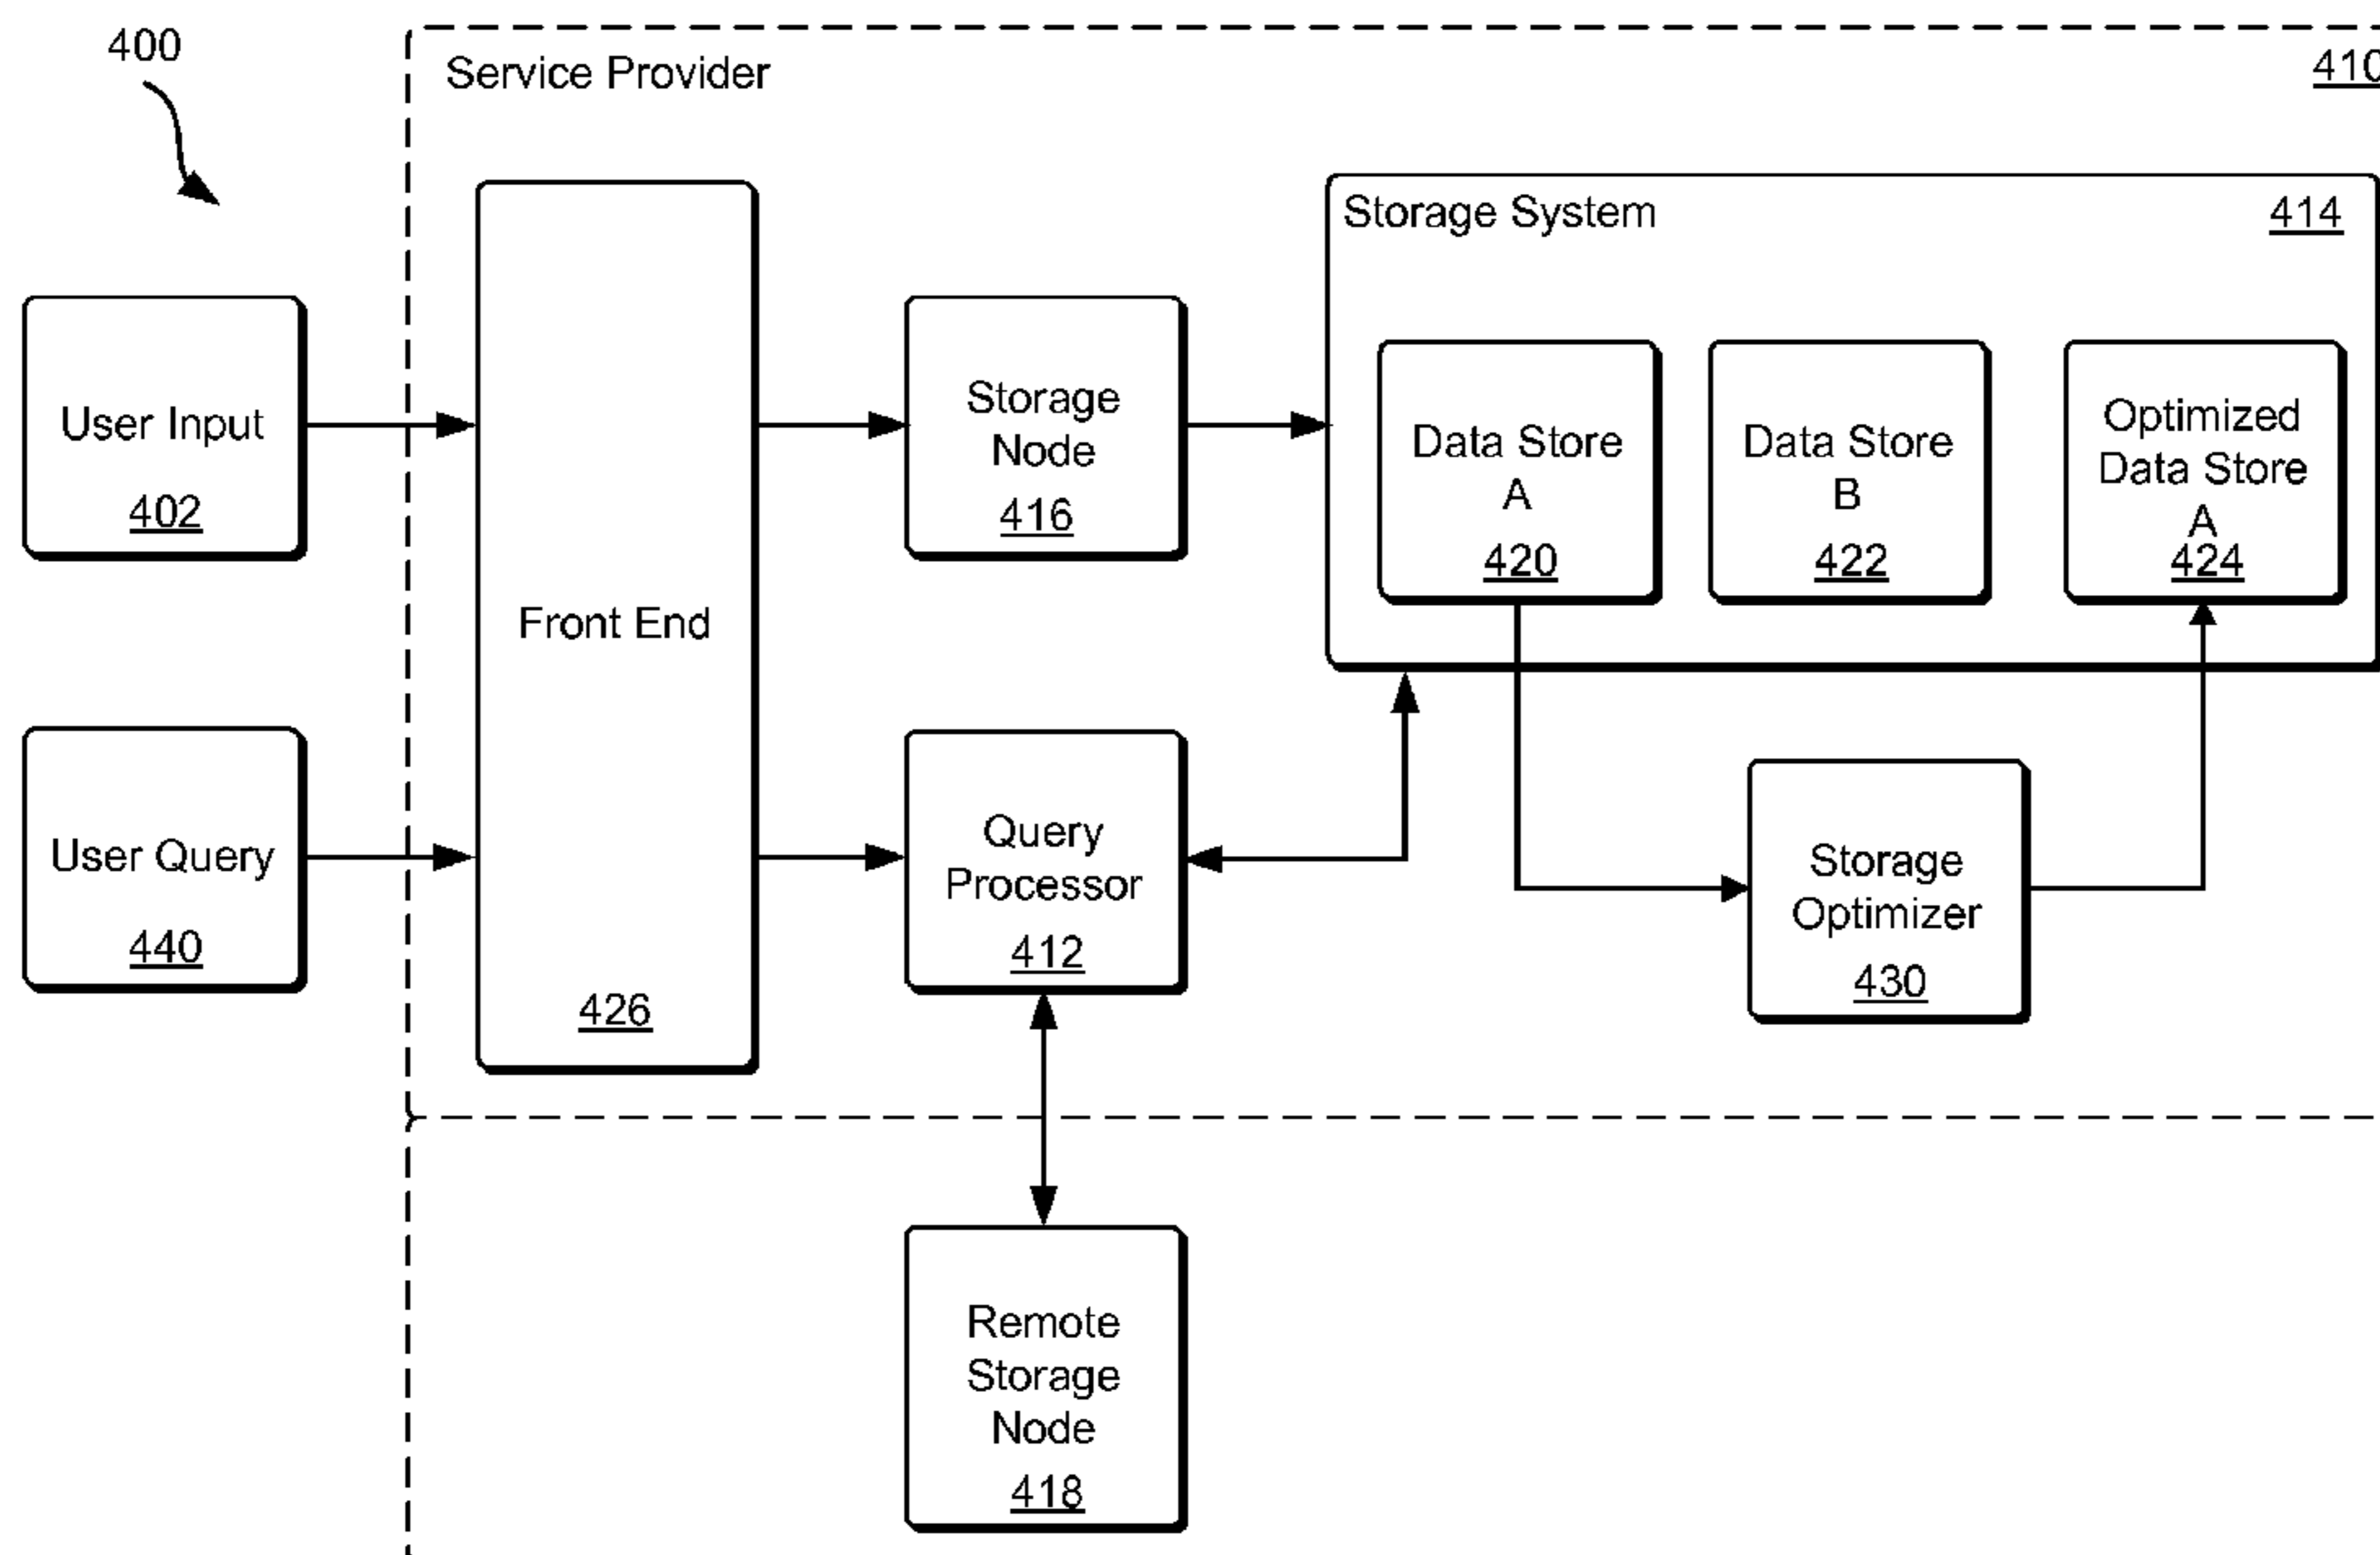 400
Service Provider
410
Storage System
414
User Input
402
Front End
426
Storage
Node
416
Data Store
A
420
Data Store
B
422
Optimized
Data Store
A
424
User Query
440
Query
Processor
412
Storage
Optimizer
430
Remote
Storage
Node
418